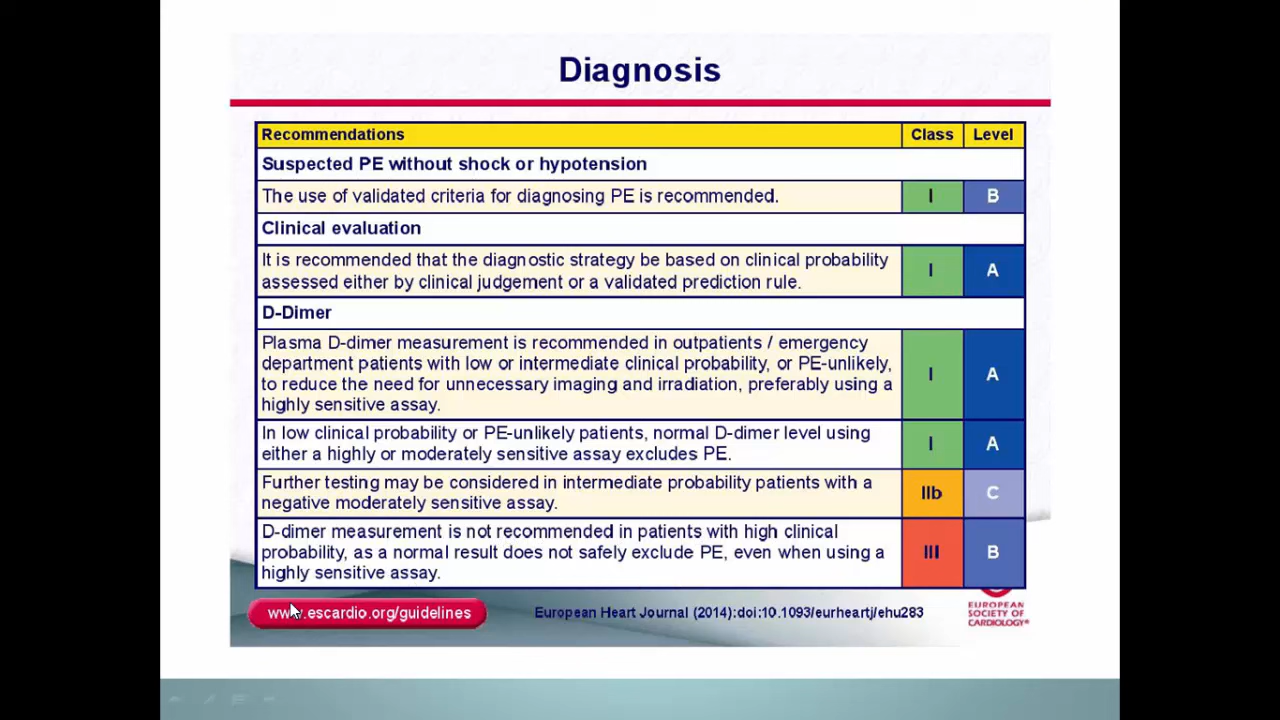 Diagnosis
Recommendations Class Level
Suspected PE without shock or hypotension
The use of validated criteria for diagnosing PE is recommended. I B
Clinical evaluation
It is recommended that the diagnostic strategy be based on clinical probability
assessed either by clinical judgement or a validated prediction rule. I A
D-Dimer
Plasma D-dimer measurement is recommended in outpatients / emergency
department patients with low or intermediate clinical probability, or PE-unlikely,
to reduce the need for unnecessary imaging and irradiation, preferably using a
highly sensitive assay. I A
In low clinical probability or PE-unlikely patients, normal D-dimer level using
either a highly or moderately sensitive assay excludes PE. I A
Further testing may be considered in intermediate probability patients with a
negative moderately sensitive assay. IIb C
D-dimer measurement is not recommended in patients with high clinical
probability, as a normal result does not safely exclude PE, even when using a
highly sensitive assay. III B
www.escardio.org/guidelines
European Heart Journal (2014):doi:10.1093/eurheartj/ehu283
EUROPEAN
SOCIETY OF
CARDIOLOGY®